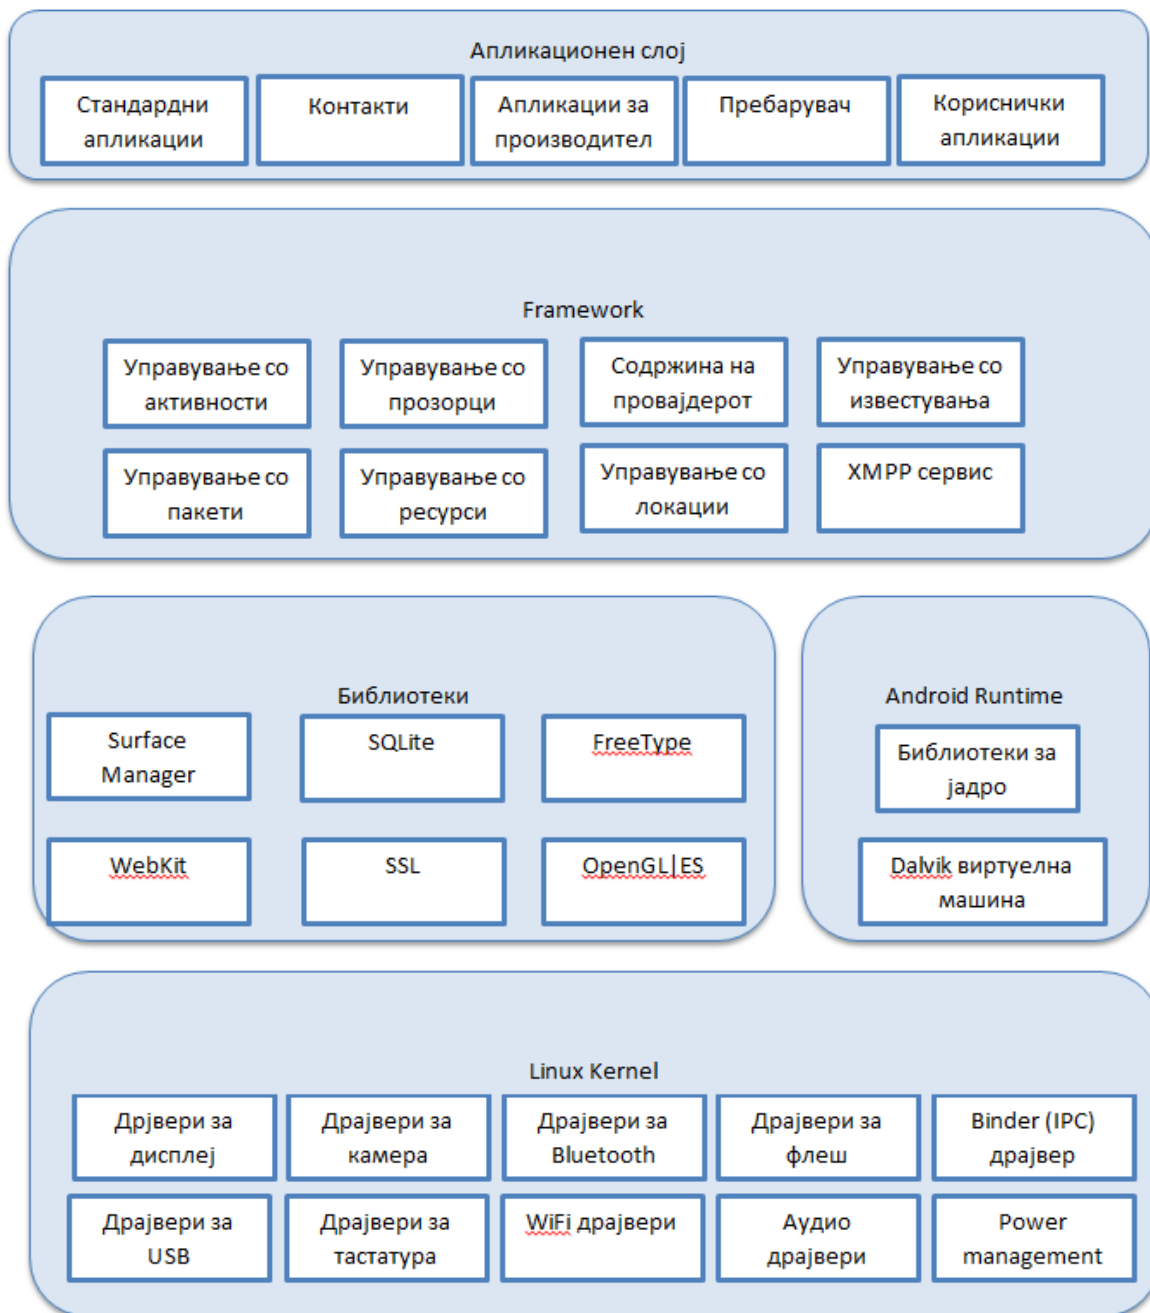 Апликационен слој
Стандардни
апликации
Контакти
Апликации за
производител
Пребарувач
Кориснички
апликации
Framework
Управување со
активности
Управување со
прозорци
Содржина на
провајдерот
Управување со
известувања
Управување со
пакети
Управување со
ресурси
Управување со
локации
XMPP сервис
Библиотеки
Surface
Manager
SQLite
FreeType
WebKit
SSL
OpenGL|ES
Android Runtime
Библиотеки за
јадро
Dalvik виртуелна
машина
Linux Kernel
Дрјвери за
дисплеј
Драјвери за
камера
Драјвери за
Bluetooth
Драјвери за
флеш
Binder (IPC)
драјвер
Драјвери за
USB
Драјвери за
тастатура
WiFi драјвери
Аудио
драјвери
Power
management